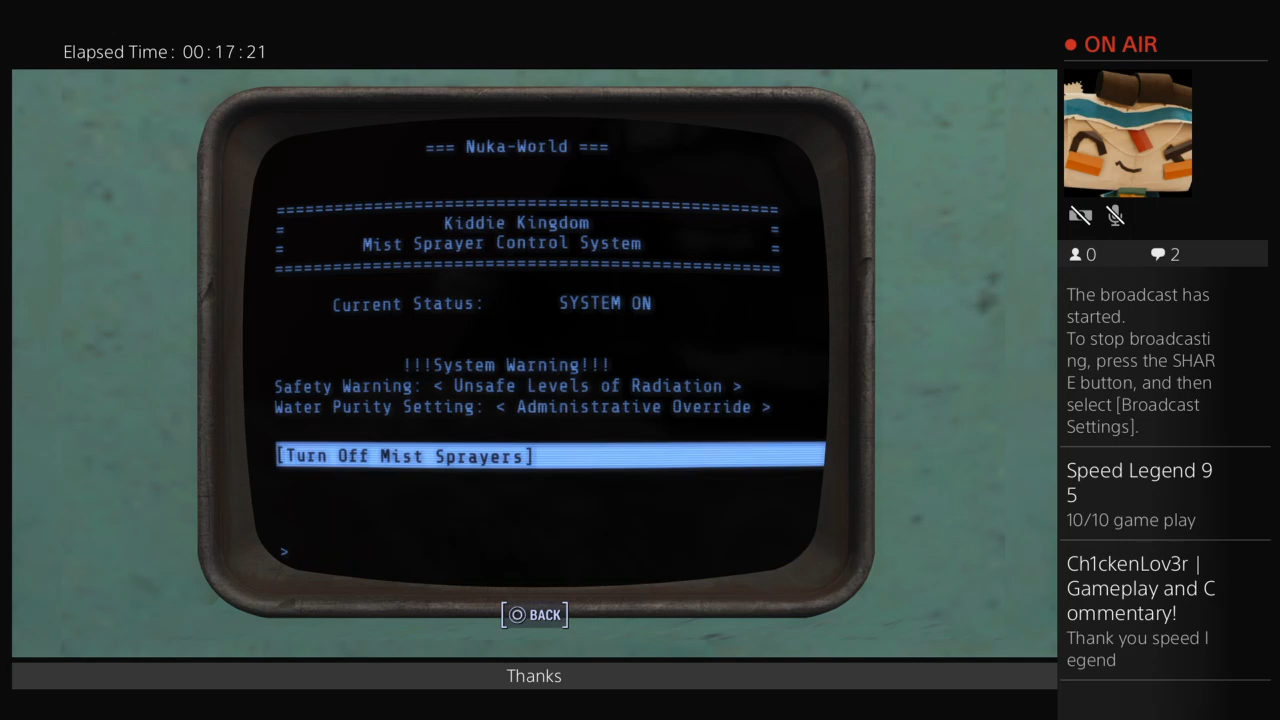 Elapsed Time: 00:17:21
ON AIR
=== Nuka-World ===
=================================================
= Kiddie Kingdom =
= Mist Sprayer Control System =
=================================================
Current Status: SYSTEM ON
!!!System Warning!!!
Safety Warning: < Unsafe Levels of Radiation >
Water Purity Setting: < Administrative Override >
[Turn Off Mist Sprayers]
>
[ BACK]
Thanks
0 2
The broadcast has
started.
To stop broadcasti
ng, press the SHAR
E button, and then
select [Broadcast
Settings].
Speed Legend 9
5
10/10 game play
Ch1ckenLov3r |
Gameplay and C
ommentary!
Thank you speed l
egend